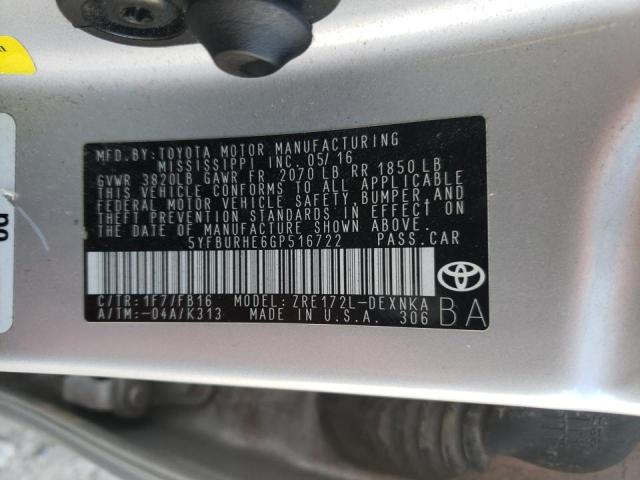 MFD.BY:TOYOTA MOTOR MANUFACTURING
MISSISSIPPI INC.05/16
GVWR 3820LB GAWR FR 2070 LB RR 1850 LB
THIS VEHICLE CONFORMS TO ALL APPLICABLE
FEDERAL MOTOR VEHICLE SAFETY, BUMPER, AND
THEFT PREVENTION STANDARDS IN EFFECT ON
THE DATE OF MANUFACTURE SHOWN ABOVE.
5YFBURHE6GP516722 PASS.CAR
C/TR:1F7/FB16 MODEL:ZRE172L-DEXNKA
A/TM:-04A/K313 MADE IN U.S.A. 306 BA